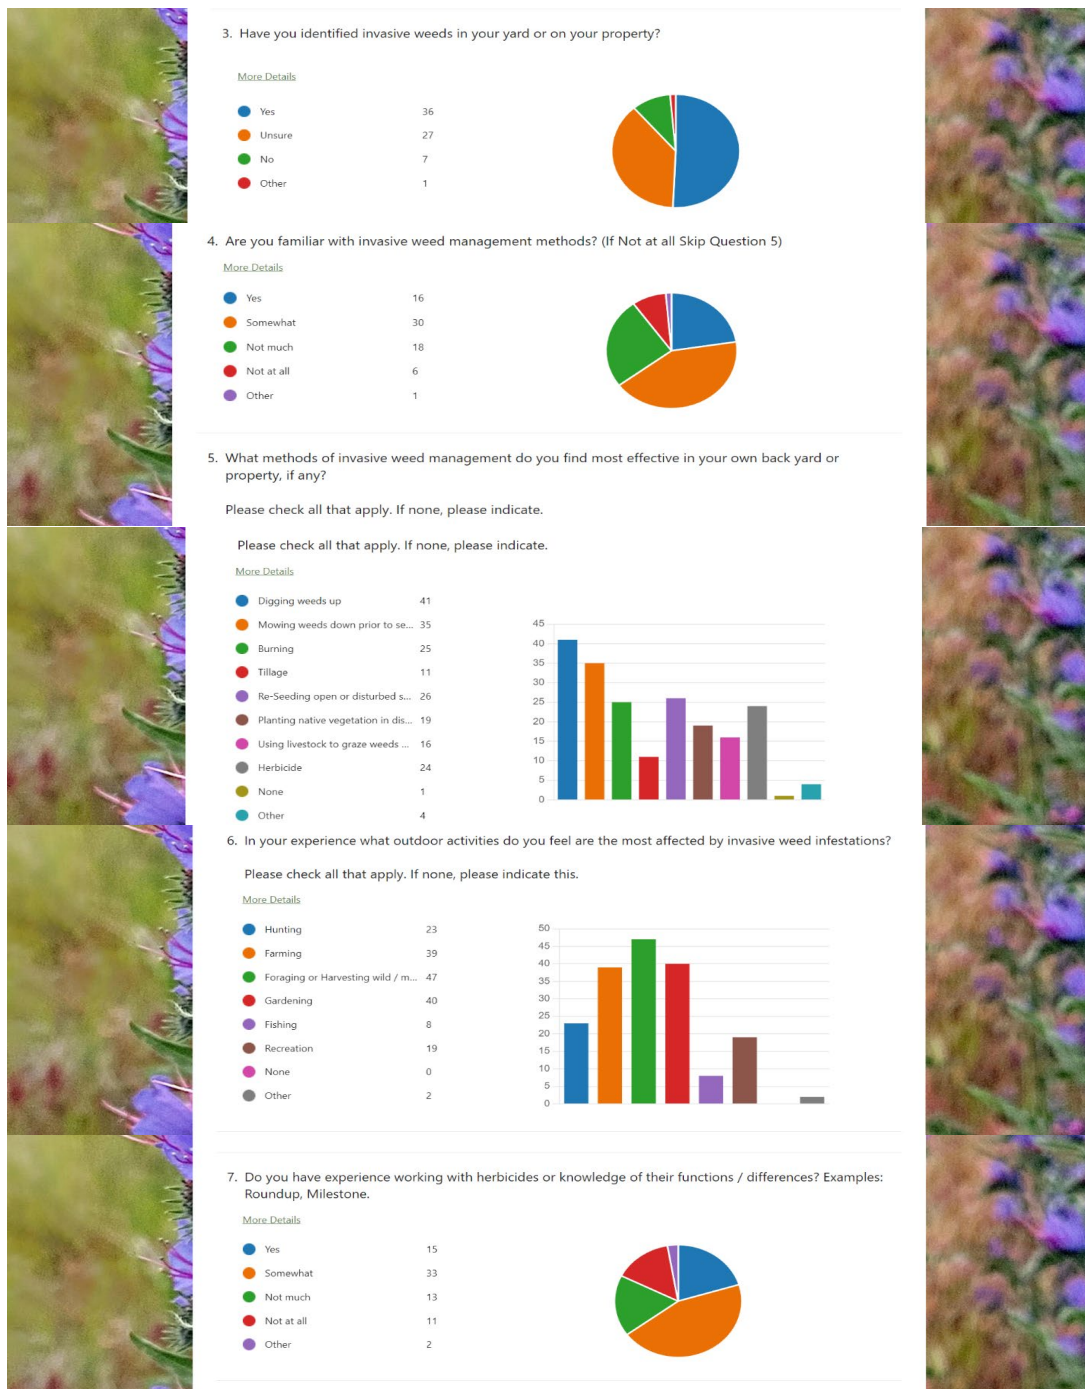 3. Have you identified invasive weeds in your yard or on your property?
More Details
Yes 36
Unsure 27
No 7
Other 1
4. Are you familiar with invasive weed management methods? (If Not at all Skip Question 5)
More Details
Yes 16
Somewhat 30
Not much 18
Not at all 6
Other 1
5. What methods of invasive weed management do you find most effective in your own back yard or
property, if any?
Please check all that apply. If none, please indicate.
Please check all that apply. If none, please indicate.
More Details
Digging weeds up 41
Mowing weeds down prior to se... 35
Burning 25
Tillage 11
Re-Seeding open or disturbed s... 26
Planting native vegetation in dis... 19
Using livestock to graze weeds ... 16
Herbicide 24
None 1
Other 4
45
40
35
30
25
20
15
10
5
0
6. In your experience what outdoor activities do you feel are the most affected by invasive weed infestations?
Please check all that apply. If none, please indicate this.
More Details
Hunting 23
Farming 39
Foraging or Harvesting wild / m... 47
Gardening 40
Fishing 8
Recreation 19
None 0
Other 2
50
45
40
35
30
25
20
15
10
5
0
7. Do you have experience working with herbicides or knowledge of their functions / differences? Examples:
Roundup, Milestone.
More Details
Yes 15
Somewhat 33
Not much 13
Not at all 11
Other 2